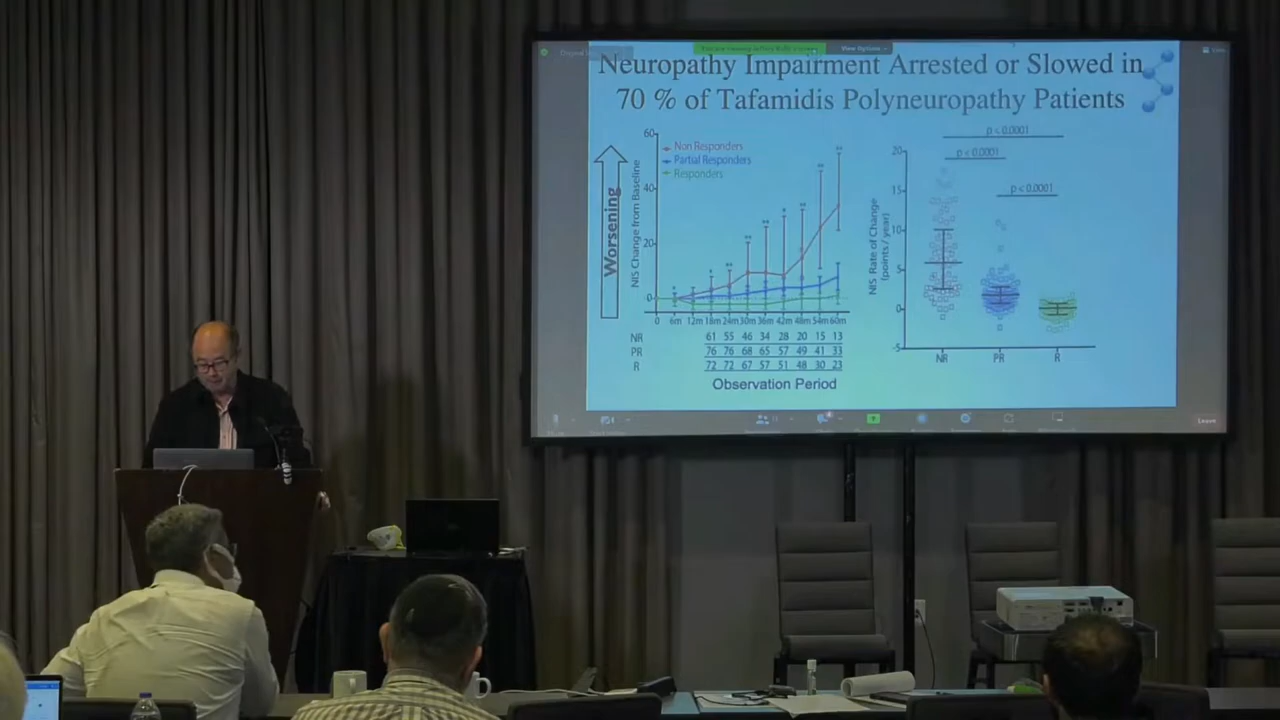 View Options
View
Neuropathy Impairment Arrested or Slowed in
70 % of Tafamidis Polyneuropathy Patients
Worsening
NIS Change from Baseline
60
40
20
0
Non Responders
Partial Responders
Responders
0 6m 12m 18m 24m 30m 36m 42m 48m 54m 60m
NR 61 55 46 34 28 20 15 13
PR 76 76 68 65 57 49 41 33
R 72 72 67 57 51 48 30 23
Observation Period
NIS Rate of Change
(points / year)
20
15
10
5
0
-5
p < 0.0001
p < 0.0001
p < 0.0001
NR PR R
Leave